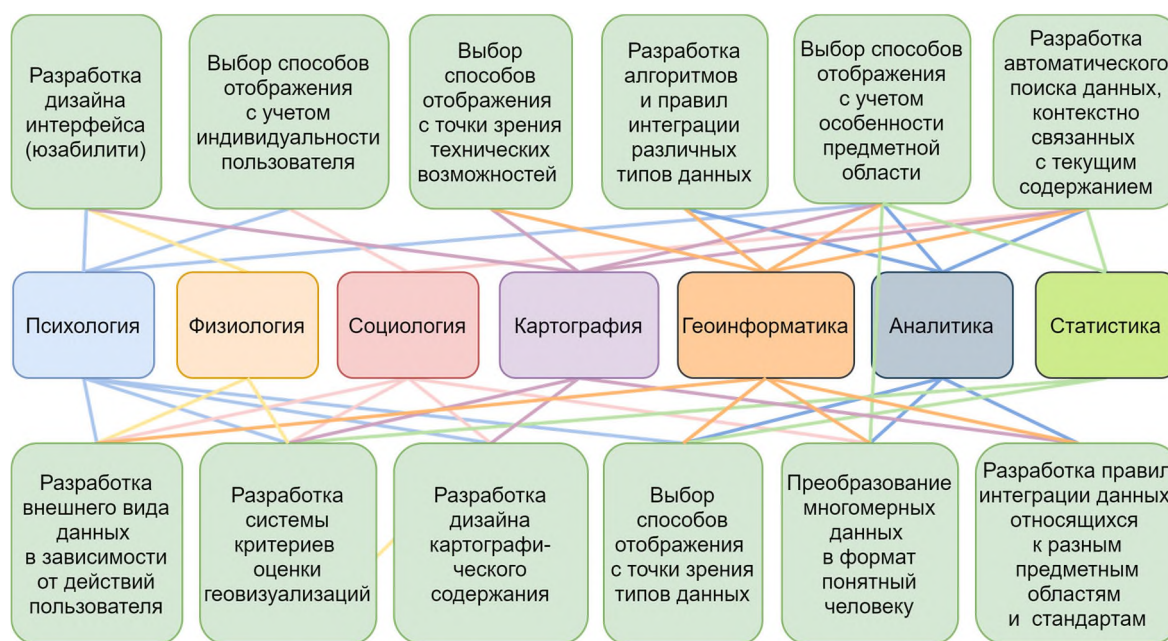 Разработка
дизайна
интерфейса
(юзабилити)
Выбор способов
отображения
с учетом
индивидуальности
пользователя
Выбор
способов
отображения
с точки зрения
технических
возможностей
Разработка
алгоритмов
и правил
интеграции
различных
типов данных
Выбор способов
отображения
с учетом
особенности
предметной
области
Разработка
автоматического
поиска данных,
контекстно
связанных
с текущим
содержанием
Психология
Физиология
Социология
Картография
Геоинформатика
Аналитика
Статистика
Разработка
внешнего вида
данных
в зависимости
от действий
пользователя
Разработка
системы
критериев
оценки
геовизуализаций
Разработка
дизайна
картографи-
ческого
содержания
Выбор
способов
отображения
с точки зрения
типов данных
Преобразование
многомерных
данных
в формат
понятный
человеку
Разработка правил
интеграции данных,
относящихся
к разным
предметным
областям
и стандартам